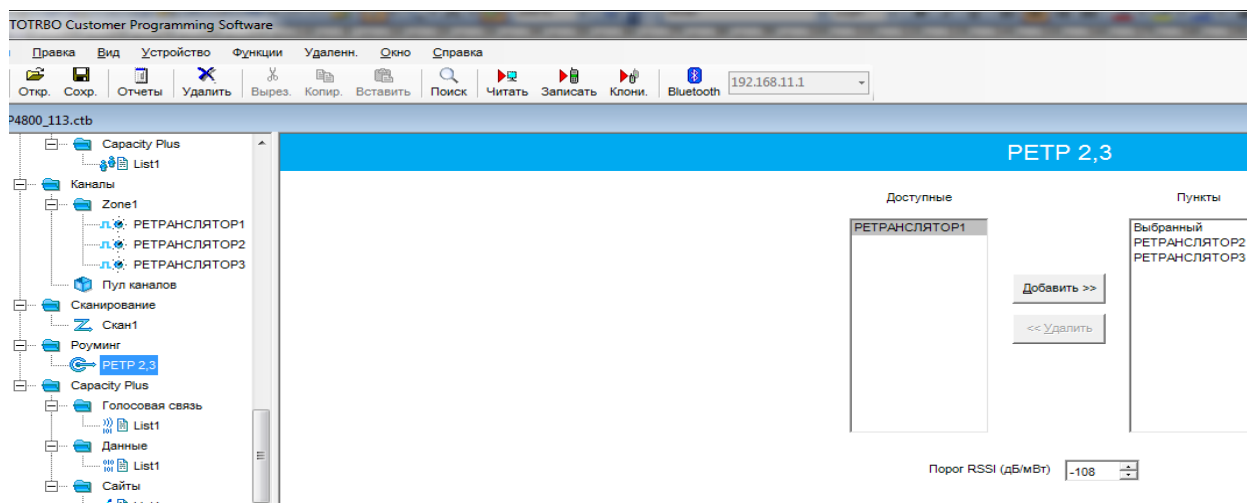 TOTRBO Customer Programming Software
Правка Вид Устройство Функции Удаленн. Окно Справка
Откр. Сохр. Отчеты Удалить Вырез. Копир. Вставить Поиск Читать Записать Клони. Bluetooth 192.168.11.1
P4800_113.ctb
Capacity Plus
List1
Каналы
Zone1
РЕТРАНСЛЯТОР1
РЕТРАНСЛЯТОР2
РЕТРАНСЛЯТОР3
Пул каналов
Сканирование
Скан1
Роуминг
РЕТР 2,3
Capacity Plus
Голосовая связь
List1
Данные
List1
Сайты
РЕТР 2,3
Доступные
РЕТРАНСЛЯТОР1
Добавить >>
<< Удалить
Пункты
Выбранный
РЕТРАНСЛЯТОР2
РЕТРАНСЛЯТОР3
Порог RSSI (дБ/мВт) -108